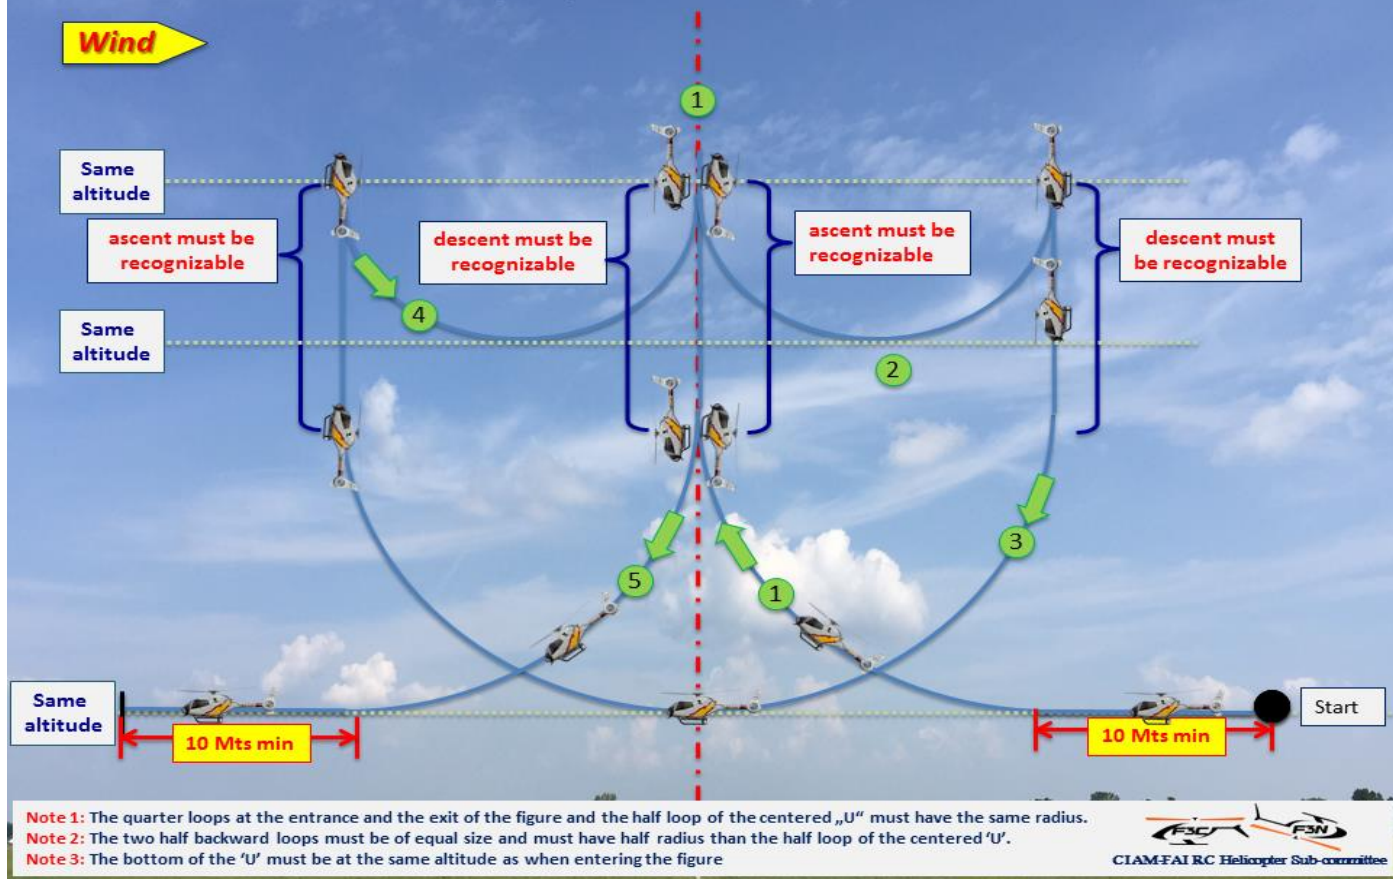 Wind
1
Same
altitude
ascent must be
recognizable
descent must be
recognizable
ascent must be
recognizable
descent must
be recognizable
4
Same
altitude
2
3
5
1
Same
altitude
Start
10 Mts min
10 Mts min
Note 1: The quarter loops at the entrance and the exit of the figure and the half loop of the centered „U“ must have the same radius.
Note 2: The two half backward loops must be of equal size and must have half radius than the half loop of the centered ‘U’.
Note 3: The bottom of the ‘U’ must be at the same altitude as when entering the figure
F3C
F3N
CIAM-FAI RC Helicopter Sub-committee